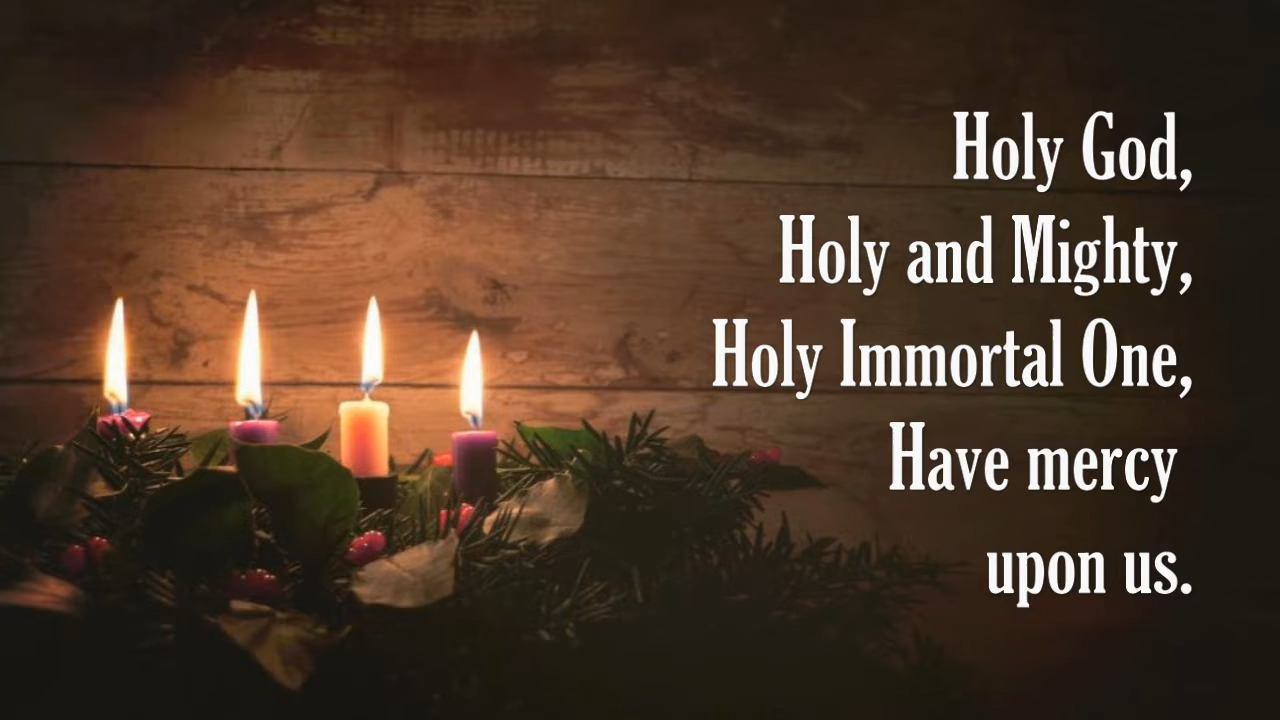 Holy God,
Holy and Mighty,
Holy Immortal One,
Have mercy
upon us.